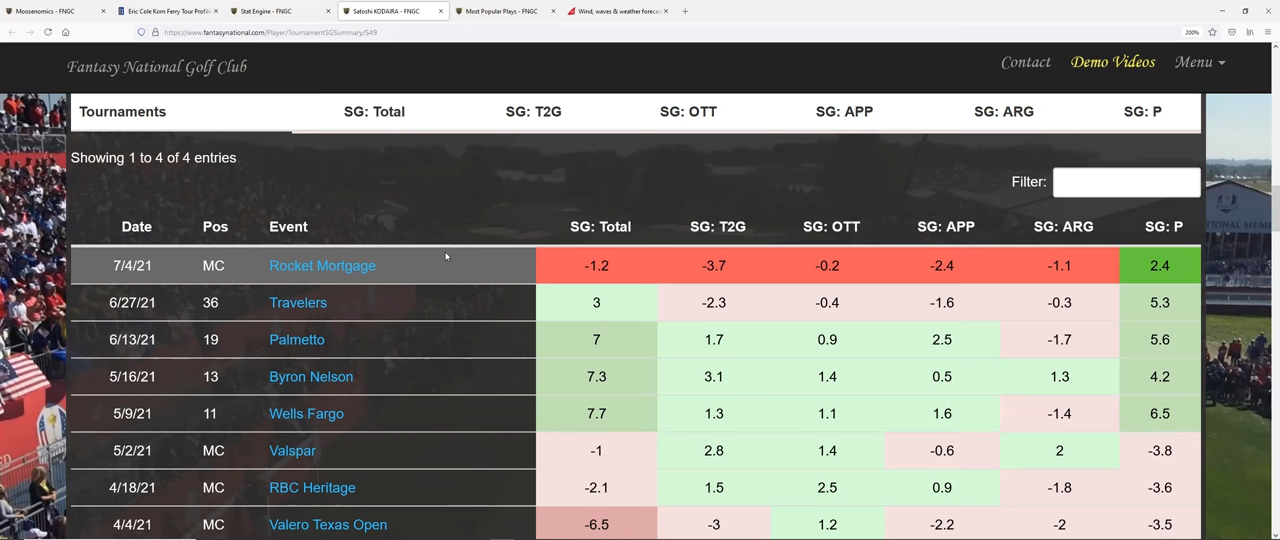 Moosenomics - FNGC
Eric Cole Korn Ferry Tour Profile
Stat Engine - FNGC
Satoshi KODAIRA - FNGC
Most Popular Plays - FNGC
Wind, waves & weather forecas
https://www.fantasynational.com/Player/TournamentSGSummary/549
200%
Fantasy National Golf Club
Contact Demo Videos Menu
Tournaments SG: Total SG: T2G SG: OTT SG: APP SG: ARG SG: P
Showing 1 to 4 of 4 entries
Filter:
Date Pos Event SG: Total SG: T2G SG: OTT SG: APP SG: ARG SG: P
7/4/21 MC Rocket Mortgage -1.2 -3.7 -0.2 -2.4 -1.1 2.4
6/27/21 36 Travelers 3 -2.3 -0.4 -1.6 -0.3 5.3
6/13/21 19 Palmetto 7 1.7 0.9 2.5 -1.7 5.6
5/16/21 13 Byron Nelson 7.3 3.1 1.4 0.5 1.3 4.2
5/9/21 11 Wells Fargo 7.7 1.3 1.1 1.6 -1.4 6.5
5/2/21 MC Valspar -1 2.8 1.4 -0.6 2 -3.8
4/18/21 MC RBC Heritage -2.1 1.5 2.5 0.9 -1.8 -3.6
4/4/21 MC Valero Texas Open -6.5 -3 1.2 -2.2 -2 -3.5